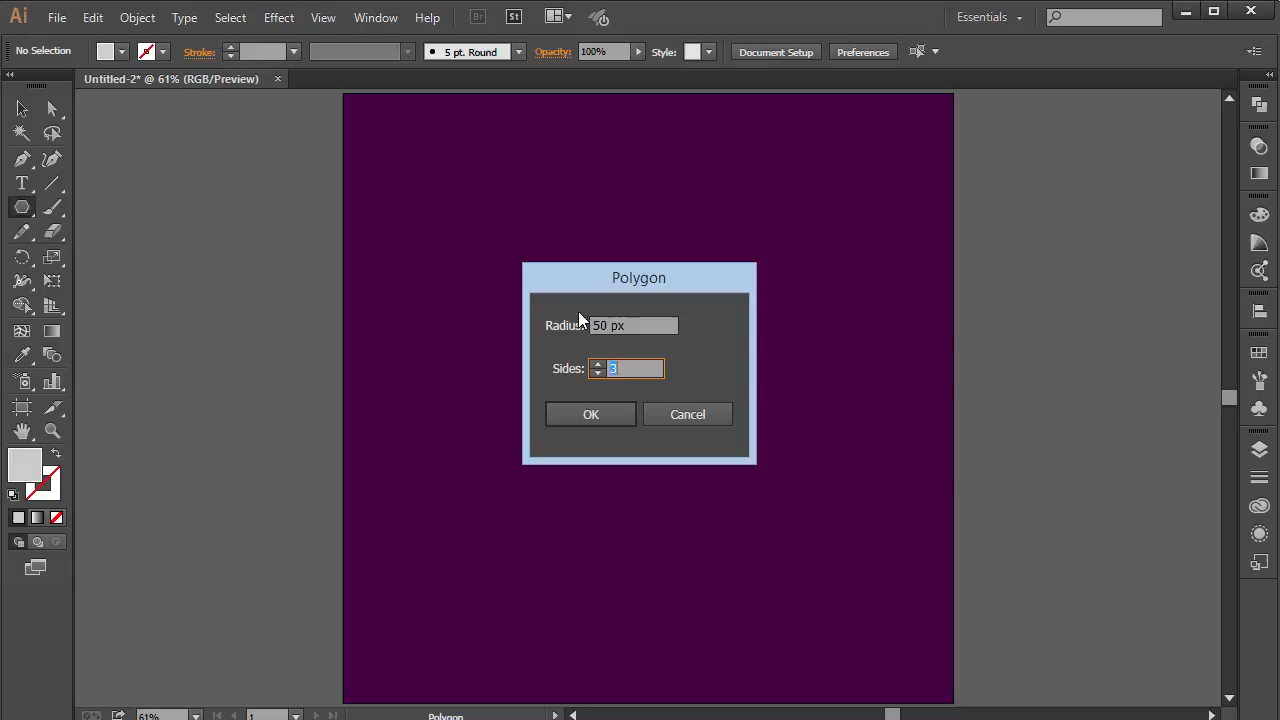 Ai File Edit Object Type Select Effect View Window Help Br St Essentials
No Selection Stroke: 5 pt. Round Opacity: 100% Style: Document Setup Preferences
Untitled-2* @ 61% (RGB/Preview)
Polygon
Radius: 50 px
Sides: 3
OK Cancel
61% 1 Polygon